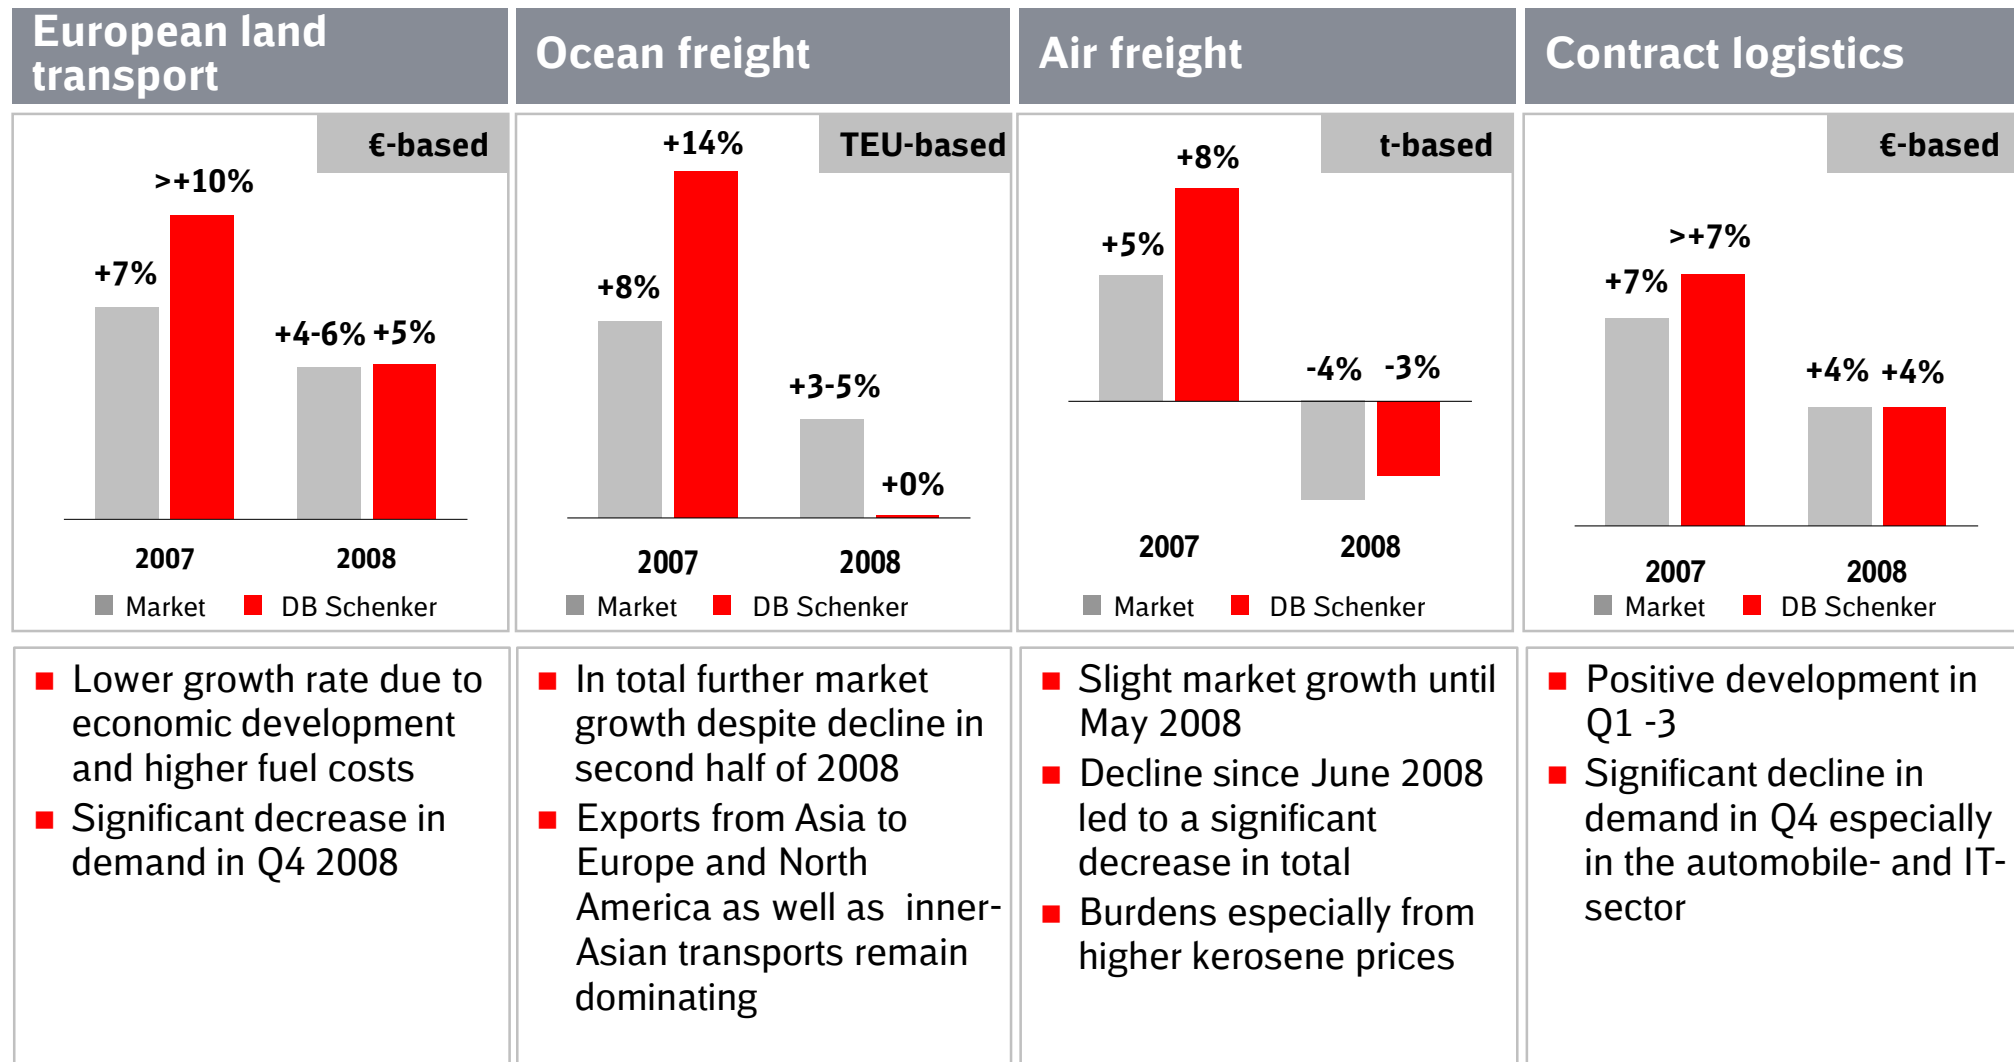 European land
transport
€-based
>+10%
+7%
+4-6% +5%
2007 2008
Market DB Schenker
Lower growth rate due to
economic development
and higher fuel costs
Significant decrease in
demand in Q4 2008
Ocean freight
TEU-based
+14%
+8%
+3-5%
+0%
2007 2008
Market DB Schenker
In total further market
growth despite decline in
second half of 2008
Exports from Asia to
Europe and North
America as well as inner-
Asian transports remain
dominating
Air freight
t-based
+8%
+5%
-4% -3%
2007 2008
Market DB Schenker
Slight market growth until
May 2008
Decline since June 2008
led to a significant
decrease in total
Burdens especially from
higher kerosene prices
Contract logistics
€-based
>+7%
+7%
+4% +4%
2007 2008
Market DB Schenker
Positive development in
Q1 -3
Significant decline in
demand in Q4 especially
in the automobile- and IT-
sector